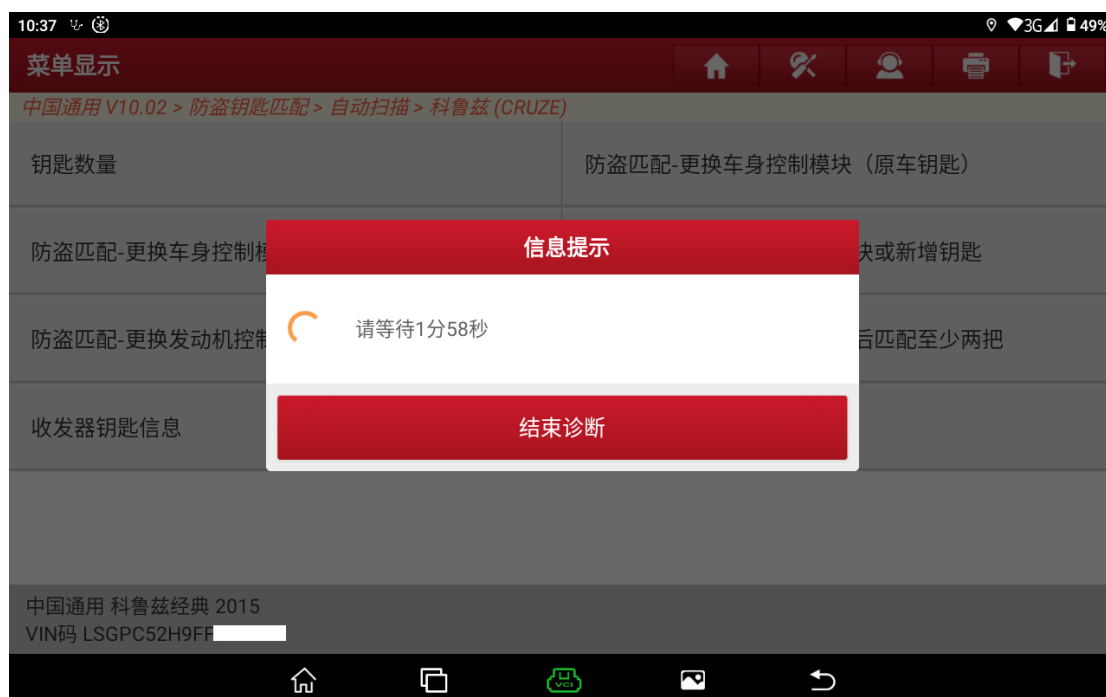 10:37
3G 49%
菜单显示
中国通用 V10.02 > 防盗钥匙匹配 > 自动扫描 > 科鲁兹 (CRUZE)
钥匙数量
防盗匹配-更换车身控制模块（原车钥匙）
防盗匹配-更换车身控制
块或新增钥匙
防盗匹配-更换发动机控制
后匹配至少两把
收发器钥匙信息
信息提示
请等待1分58秒
结束诊断
中国通用 科鲁兹经典 2015
VIN码 LSGPC52H9FF
VCI